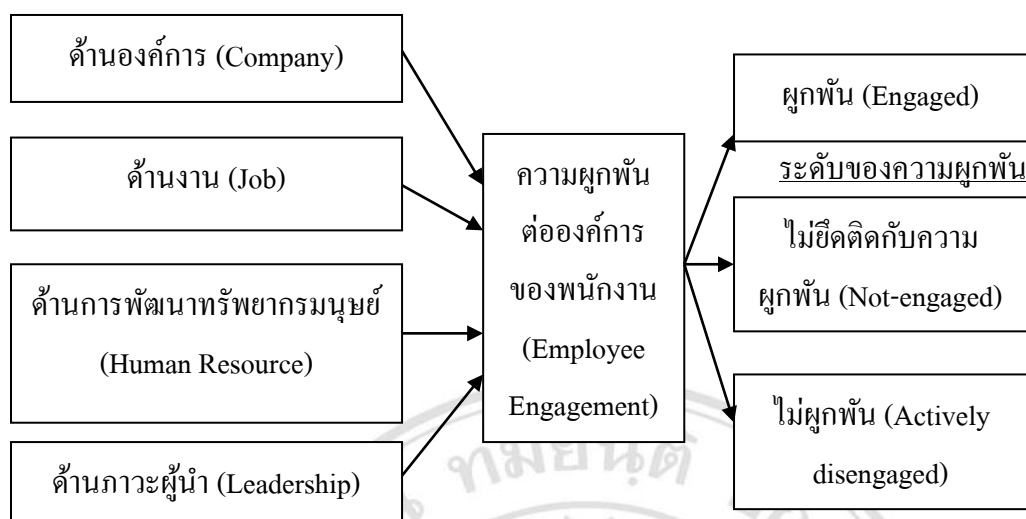 ด้านองค์การ (Company)
ด้านงาน (Job)
ด้านการพัฒนาทรัพยากรมนุษย์
(Human Resource)
ด้านภาวะผู้นำ (Leadership)
ความผูกพัน
ต่อองค์การ
ของพนักงาน
(Employee
Engagement)
ผูกพัน (Engaged)
ระดับของความผูกพัน
ไม่ยึดติดกับความ
ผูกพัน (Not-engaged)
ไม่ผูกพัน (Actively
disengaged)